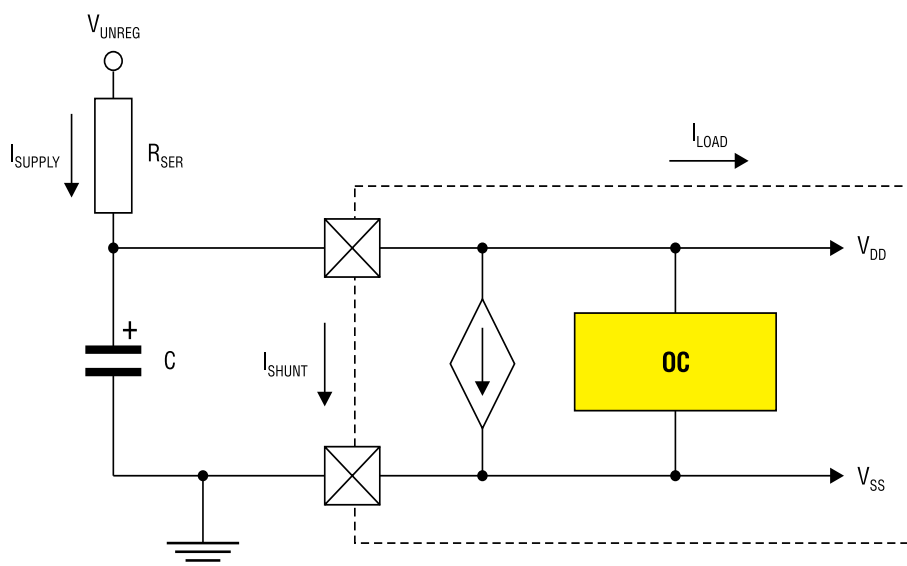 VUNREG
ISUPPLY
RSER
ILOAD
VDD
+
C
ISHUNT
OC
VSS